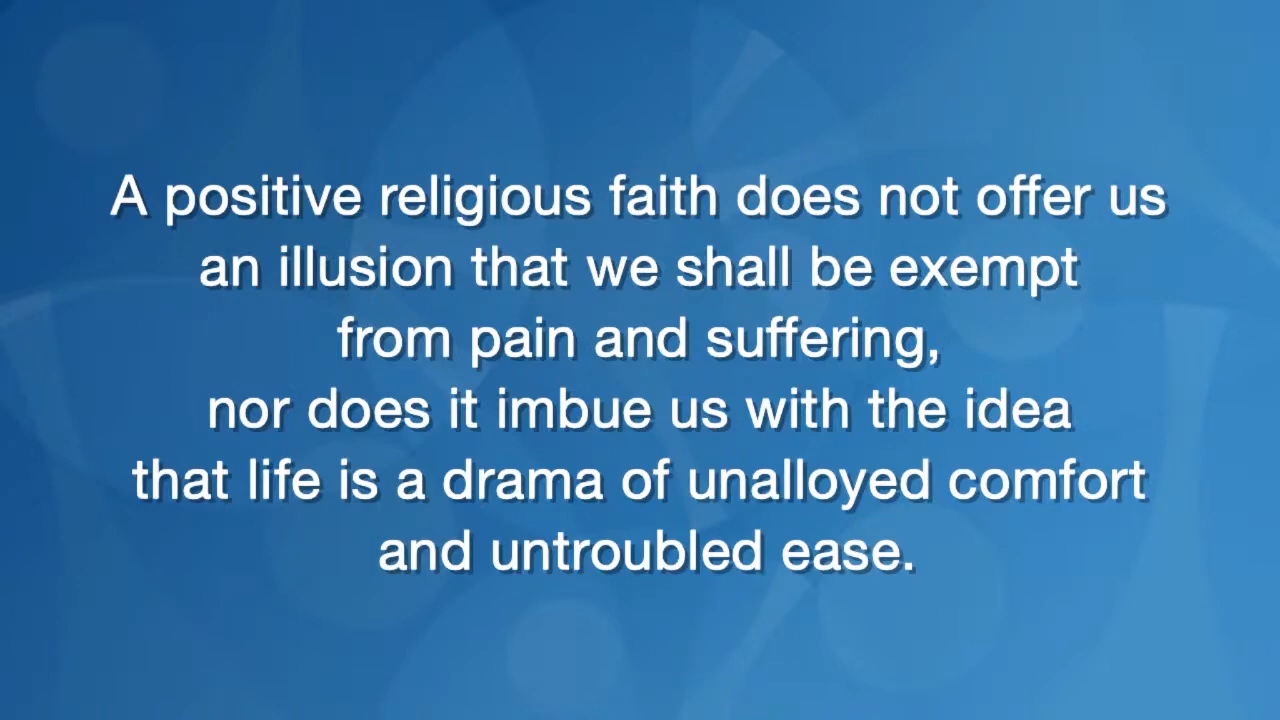 A positive religious faith does not offer us
an illusion that we shall be exempt
from pain and suffering,
nor does it imbue us with the idea
that life is a drama of unalloyed comfort
and untroubled ease.